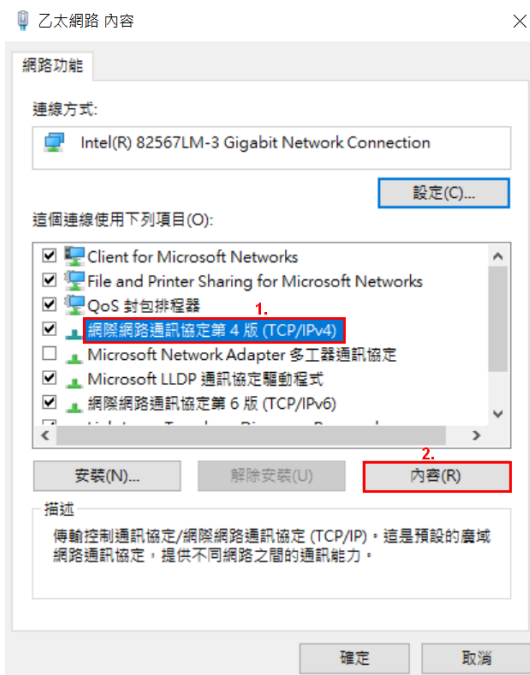 乙太網路 內容
網路功能
連線方式:
Intel(R) 82567LM-3 Gigabit Network Connection
設定(C)...
這個連線使用下列項目(O):
Client for Microsoft Networks
File and Printer Sharing for Microsoft Networks
QoS 封包排程器
1.
網際網路通訊協定第 4 版 (TCP/IPv4)
Microsoft Network Adapter 多工器通訊協定
Microsoft LLDP 通訊協定驅動程式
網際網路通訊協定第 6 版 (TCP/IPv6)
2.
安裝(N)...
解除安裝(U)
內容(R)
描述
傳輸控制通訊協定/網際網路通訊協定 (TCP/IP)。這是預設的廣域
網路通訊協定，提供不同網路之間的通訊能力。
確定
取消